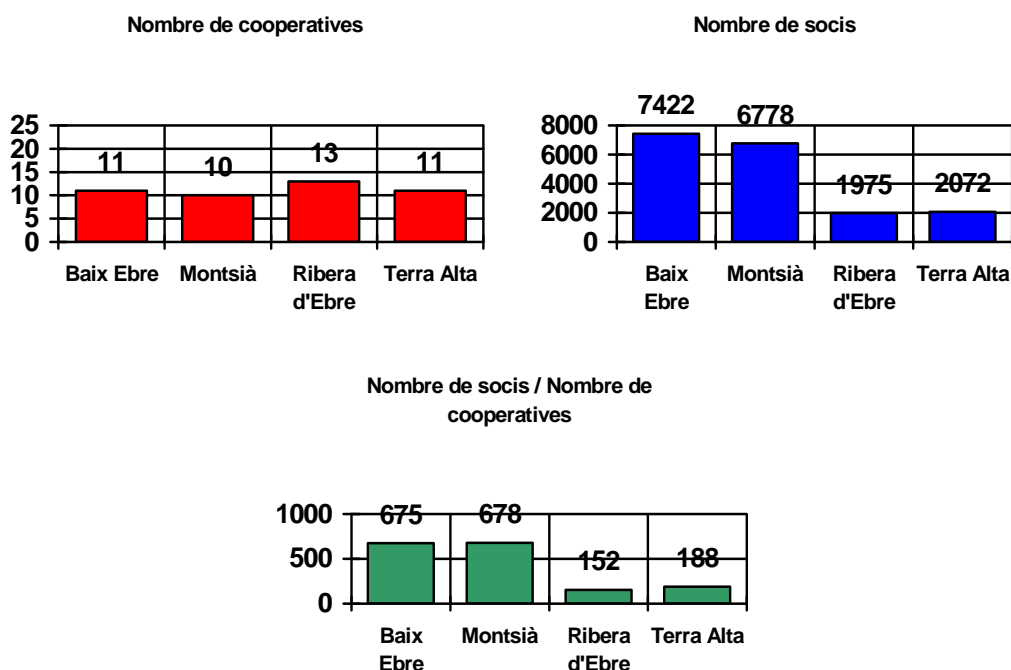 Nombre de cooperatives
25
20
15
10
5
0
11
10
13
11
Baix Ebre Montsià Ribera Terra Alta
d'Ebre
Nombre de socis
8000
6000
4000
2000
0
7422
6778
1975
2072
Baix Montsià Ribera Terra Alta
Ebre d'Ebre
Nombre de socis / Nombre de
cooperatives
1000
500
0
675
678
152
188
Baix Montsià Ribera Terra Alta
Ebre d'Ebre